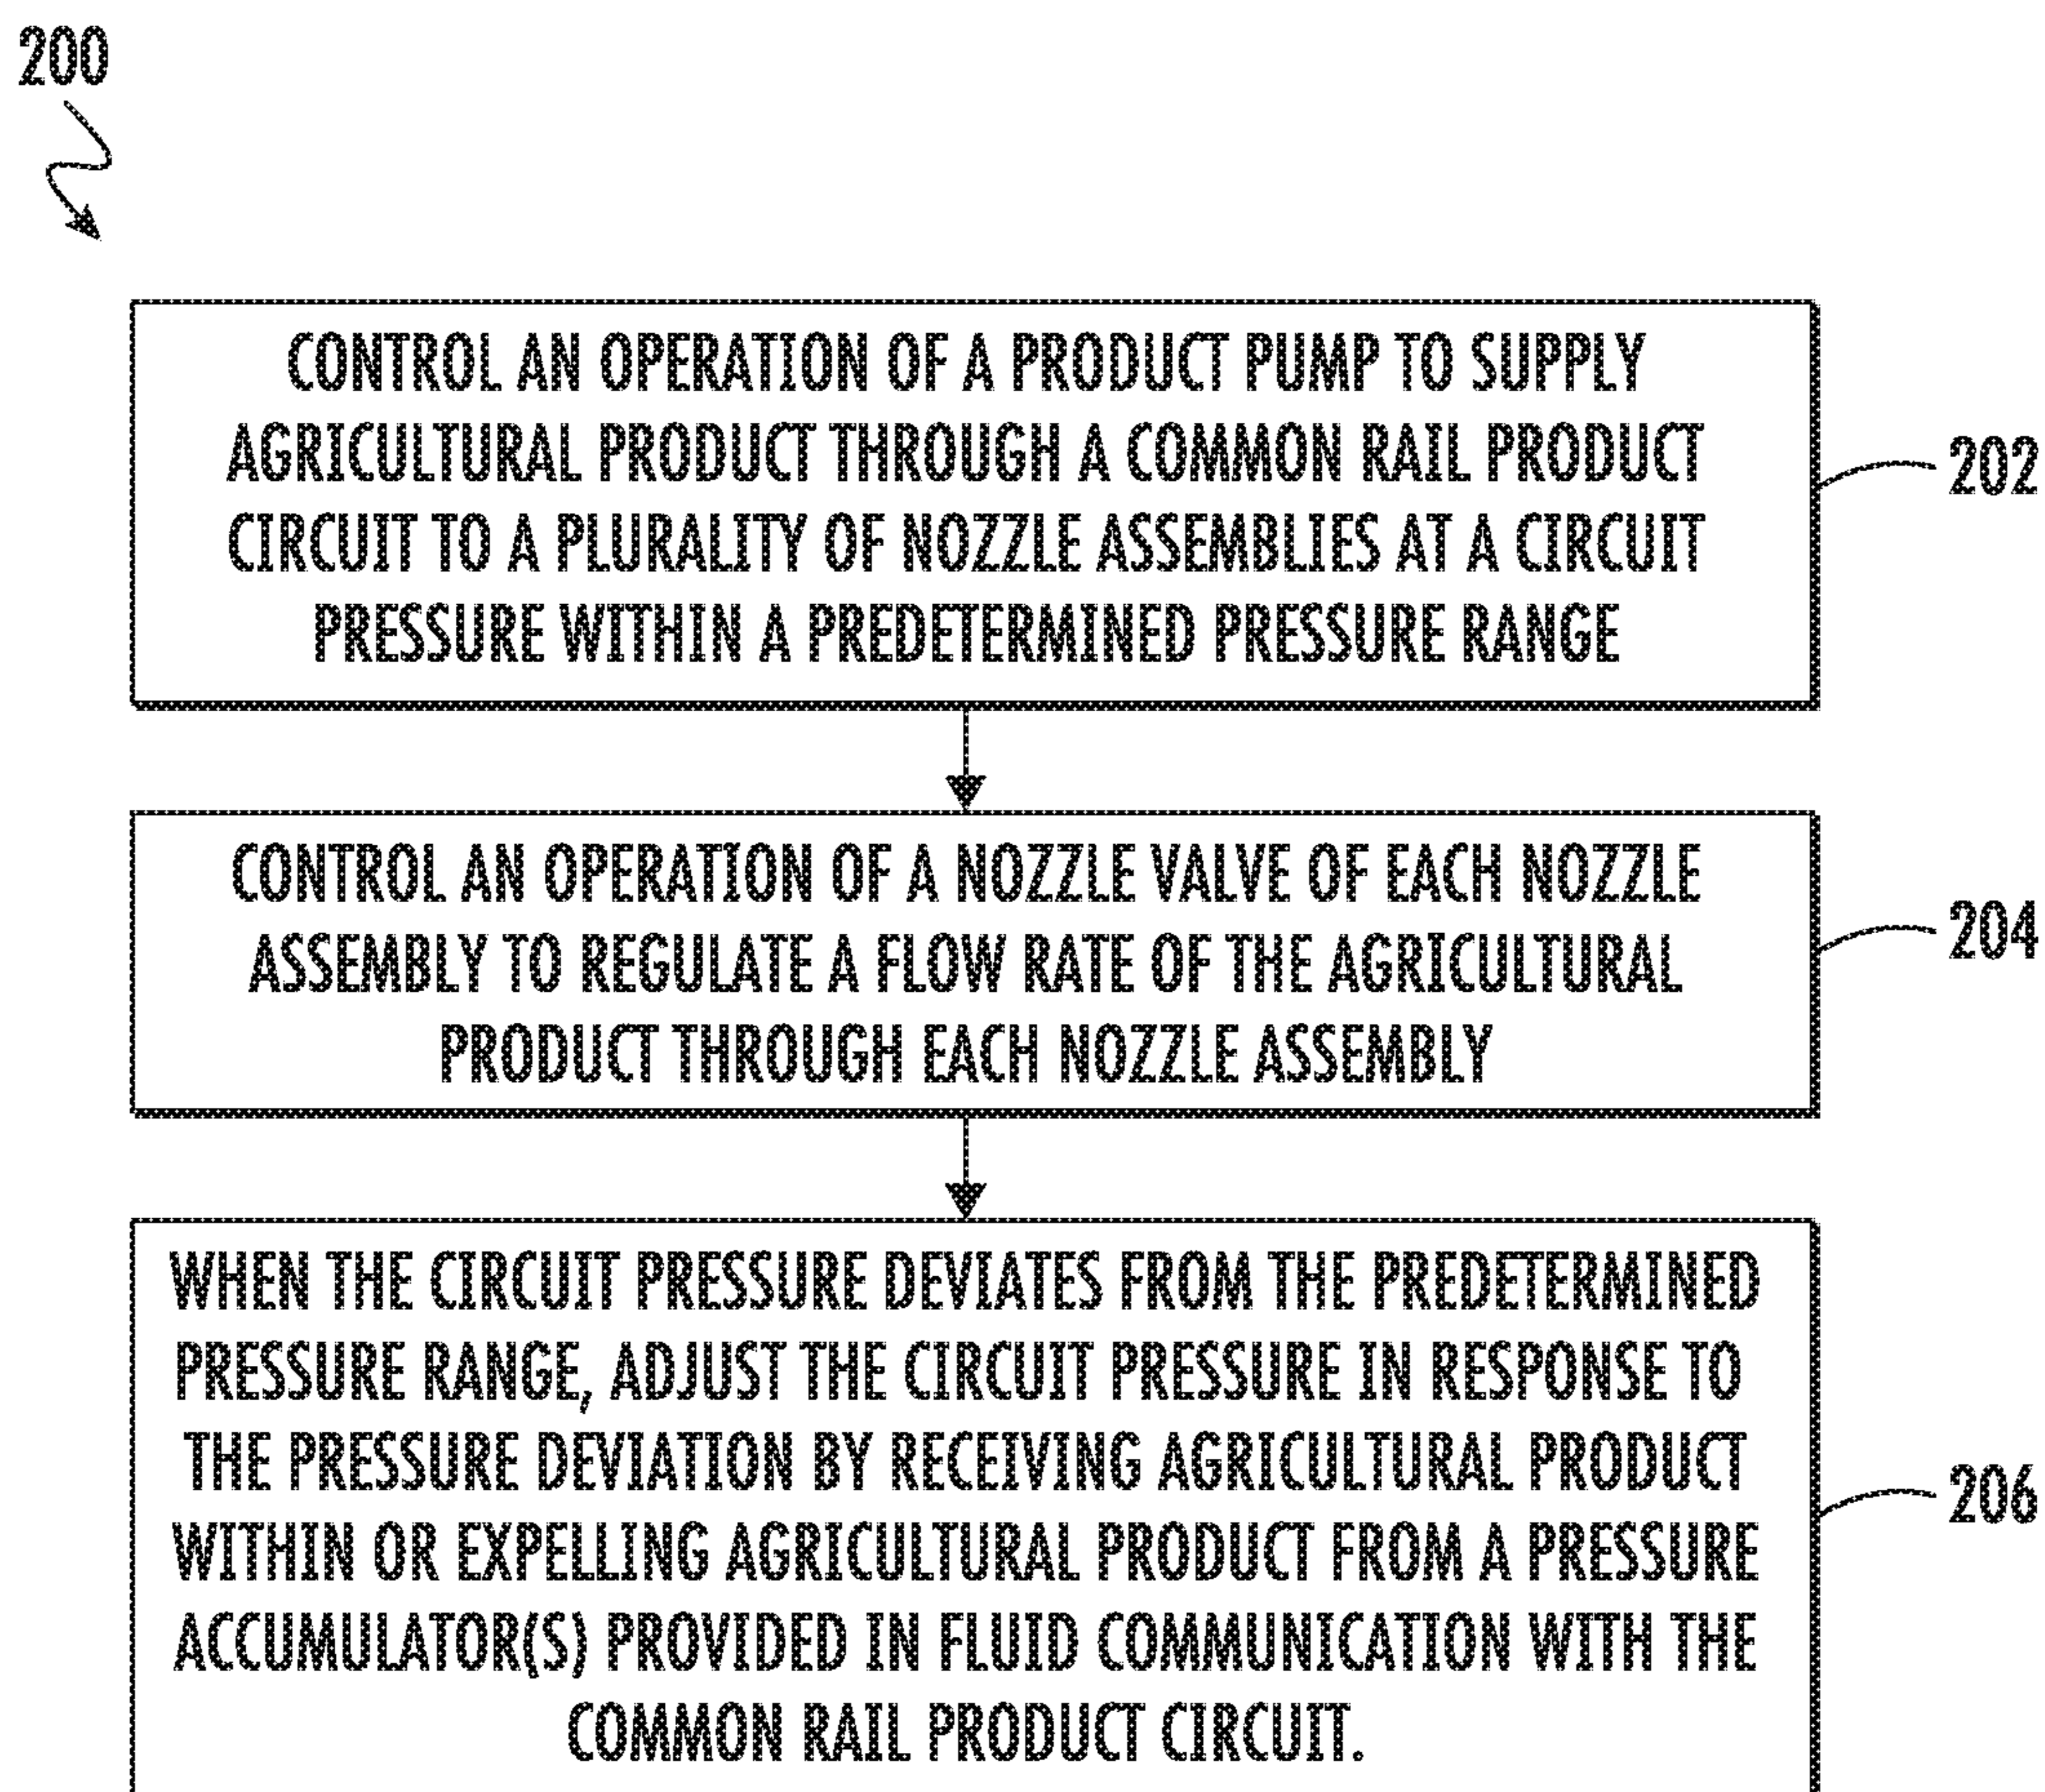 200
CONTROL AN OPERATION OF A PRODUCT PUMP TO SUPPLY
AGRICULTURAL PRODUCT THROUGH A COMMON RAIL PRODUCT
CIRCUIT TO A PLURALITY OF NOZZLE ASSEMBLIES AT A CIRCUIT
PRESSURE WITHIN A PREDETERMINED PRESSURE RANGE
202
CONTROL AN OPERATION OF A NOZZLE VALVE OF EACH NOZZLE
ASSEMBLY TO REGULATE A FLOW RATE OF THE AGRICULTURAL
PRODUCT THROUGH EACH NOZZLE ASSEMBLY
204
WHEN THE CIRCUIT PRESSURE DEVIATES FROM THE PREDETERMINED
PRESSURE RANGE, ADJUST THE CIRCUIT PRESSURE IN RESPONSE TO
THE PRESSURE DEVIATION BY RECEIVING AGRICULTURAL PRODUCT
WITHIN OR EXPELLING AGRICULTURAL PRODUCT FROM A PRESSURE
ACCUMULATOR(S) PROVIDED IN FLUID COMMUNICATION WITH THE
COMMON RAIL PRODUCT CIRCUIT.
206